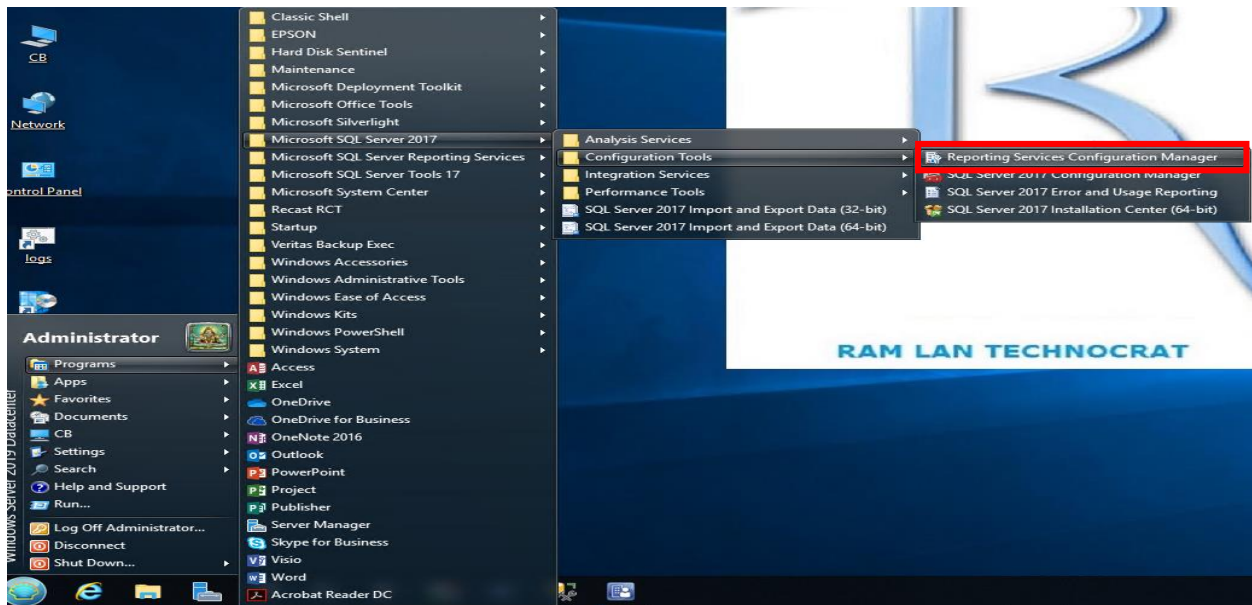 CB
Network
ontrol Panel
logs
Classic Shell
EPSON
Hard Disk Sentinel
Maintenance
Microsoft Deployment Toolkit
Microsoft Office Tools
Microsoft Silverlight
Microsoft SQL Server 2017
Microsoft SQL Server Reporting Services
Microsoft SQL Server Tools 17
Microsoft System Center
Recast RCT
Startup
Veritas Backup Exec
Windows Accessories
Windows Administrative Tools
Windows Ease of Access
Windows Kits
Windows PowerShell
Windows System
Access
Excel
OneDrive
OneDrive for Business
OneNote 2016
Outlook
PowerPoint
Project
Publisher
Server Manager
Skype for Business
Visio
Word
Acrobat Reader DC
Analysis Services
Configuration Tools
Integration Services
Performance Tools
SQL Server 2017 Import and Export Data (32-bit)
SQL Server 2017 Import and Export Data (64-bit)
Reporting Services Configuration Manager
SQL Server 2017 Configuration Manager
SQL Server 2017 Error and Usage Reporting
SQL Server 2017 Installation Center (64-bit)
RAM LAN TECHNOCRAT
Administrator
Programs
Apps
Favorites
Documents
CB
Settings
Search
Help and Support
Run...
Log Off Administrator...
Disconnect
Shut Down...
Windows Server 2019 Datacenter